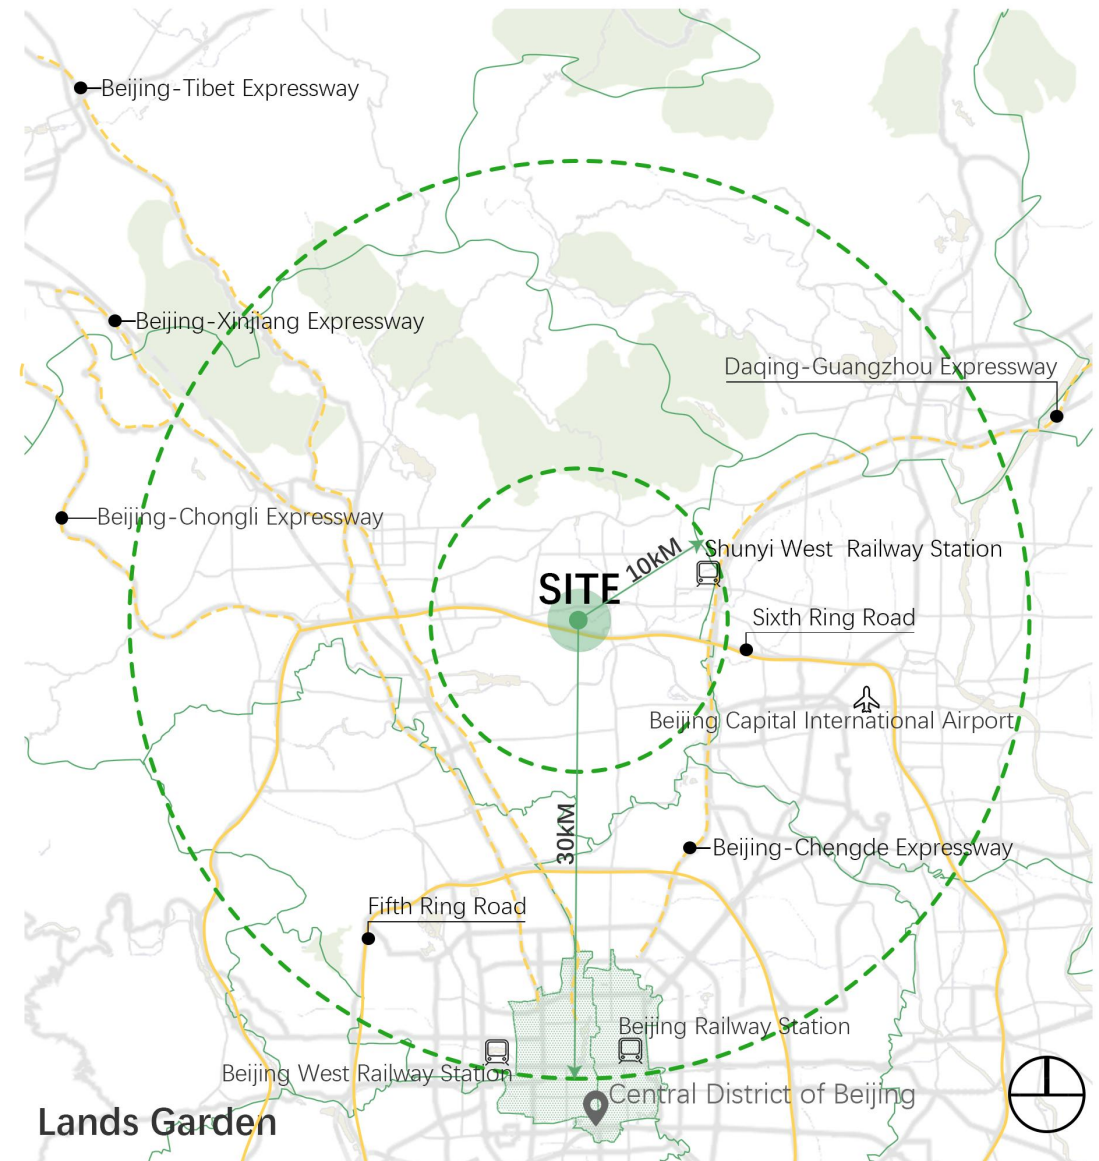 Beijing-Tibet Expressway
Beijing-Xinjiang Expressway
Daqing-Guangzhou Expressway
Beijing-Chongli Expressway
Shunyi West Railway Station
10kM
SITE
Sixth Ring Road
Beijing Capital International Airport
30kM
Beijing-Chengde Expressway
Fifth Ring Road
Beijing Railway Station
Beijing West Railway Station
Central District of Beijing
Lands Garden